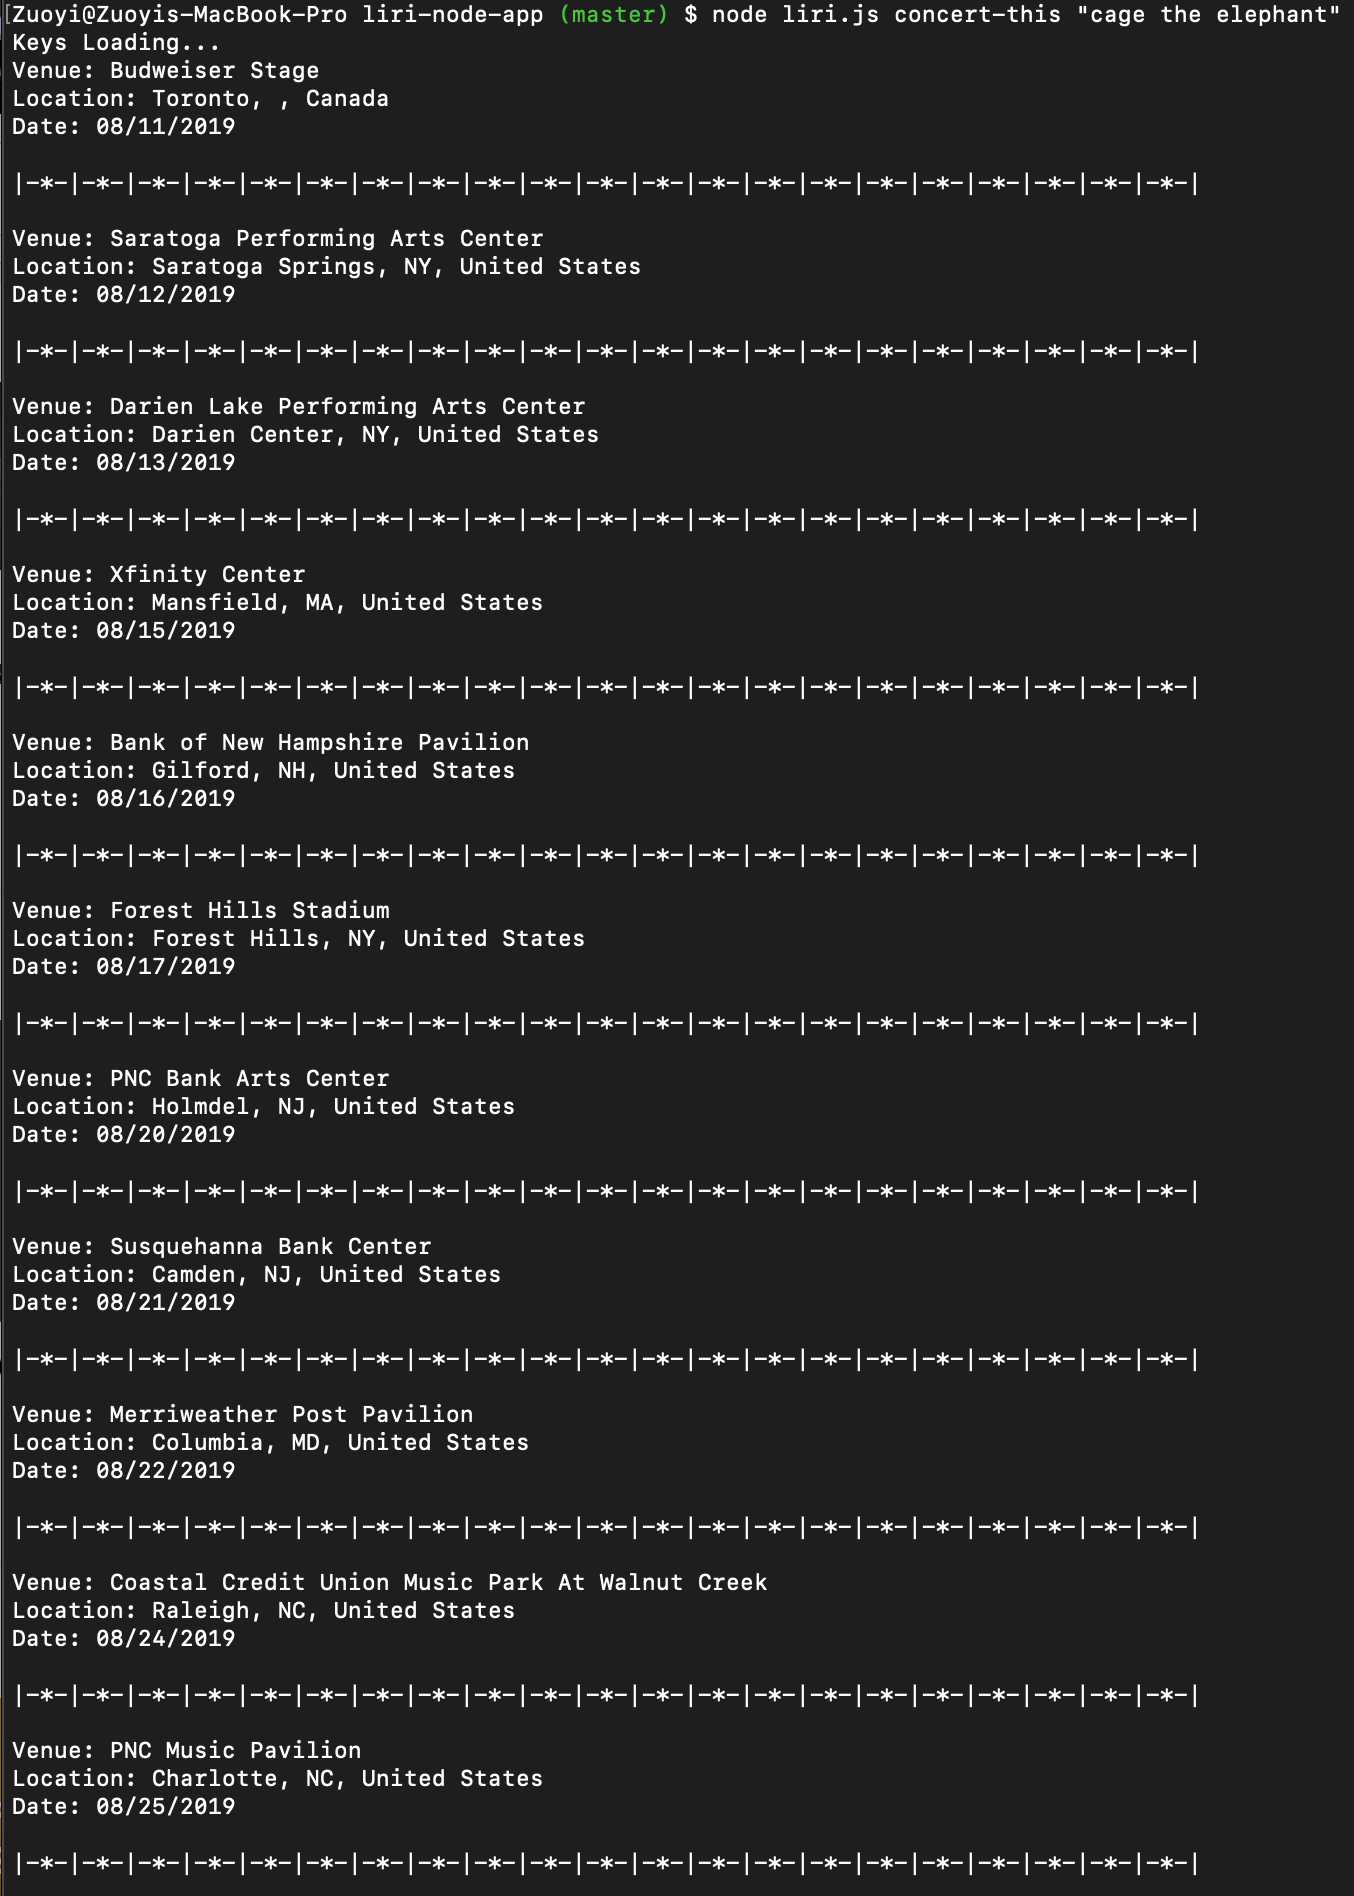 [Zuoyi@Zuoyis-MacBook-Pro liri-node-app (master) $ node liri.js concert-this "cage the elephant"
Keys Loading...
Venue: Budweiser Stage
Location: Toronto, , Canada
Date: 08/11/2019
|-*-|-*-|-*-|-*-|-*-|-*-|-*-|-*-|-*-|-*-|-*-|-*-|-*-|-*-|-*-|-*-|-*-|-*-|-*-|-*-|-*-|
Venue: Saratoga Performing Arts Center
Location: Saratoga Springs, NY, United States
Date: 08/12/2019
|-*-|-*-|-*-|-*-|-*-|-*-|-*-|-*-|-*-|-*-|-*-|-*-|-*-|-*-|-*-|-*-|-*-|-*-|-*-|-*-|-*-|
Venue: Darien Lake Performing Arts Center
Location: Darien Center, NY, United States
Date: 08/13/2019
|-*-|-*-|-*-|-*-|-*-|-*-|-*-|-*-|-*-|-*-|-*-|-*-|-*-|-*-|-*-|-*-|-*-|-*-|-*-|-*-|-*-|
Venue: Xfinity Center
Location: Mansfield, MA, United States
Date: 08/15/2019
|-*-|-*-|-*-|-*-|-*-|-*-|-*-|-*-|-*-|-*-|-*-|-*-|-*-|-*-|-*-|-*-|-*-|-*-|-*-|-*-|-*-|
Venue: Bank of New Hampshire Pavilion
Location: Gilford, NH, United States
Date: 08/16/2019
|-*-|-*-|-*-|-*-|-*-|-*-|-*-|-*-|-*-|-*-|-*-|-*-|-*-|-*-|-*-|-*-|-*-|-*-|-*-|-*-|-*-|
Venue: Forest Hills Stadium
Location: Forest Hills, NY, United States
Date: 08/17/2019
|-*-|-*-|-*-|-*-|-*-|-*-|-*-|-*-|-*-|-*-|-*-|-*-|-*-|-*-|-*-|-*-|-*-|-*-|-*-|-*-|-*-|
Venue: PNC Bank Arts Center
Location: Holmdel, NJ, United States
Date: 08/20/2019
|-*-|-*-|-*-|-*-|-*-|-*-|-*-|-*-|-*-|-*-|-*-|-*-|-*-|-*-|-*-|-*-|-*-|-*-|-*-|-*-|-*-|
Venue: Susquehanna Bank Center
Location: Camden, NJ, United States
Date: 08/21/2019
|-*-|-*-|-*-|-*-|-*-|-*-|-*-|-*-|-*-|-*-|-*-|-*-|-*-|-*-|-*-|-*-|-*-|-*-|-*-|-*-|-*-|
Venue: Merriweather Post Pavilion
Location: Columbia, MD, United States
Date: 08/22/2019
|-*-|-*-|-*-|-*-|-*-|-*-|-*-|-*-|-*-|-*-|-*-|-*-|-*-|-*-|-*-|-*-|-*-|-*-|-*-|-*-|-*-|
Venue: Coastal Credit Union Music Park At Walnut Creek
Location: Raleigh, NC, United States
Date: 08/24/2019
|-*-|-*-|-*-|-*-|-*-|-*-|-*-|-*-|-*-|-*-|-*-|-*-|-*-|-*-|-*-|-*-|-*-|-*-|-*-|-*-|-*-|
Venue: PNC Music Pavilion
Location: Charlotte, NC, United States
Date: 08/25/2019
|-*-|-*-|-*-|-*-|-*-|-*-|-*-|-*-|-*-|-*-|-*-|-*-|-*-|-*-|-*-|-*-|-*-|-*-|-*-|-*-|-*-|